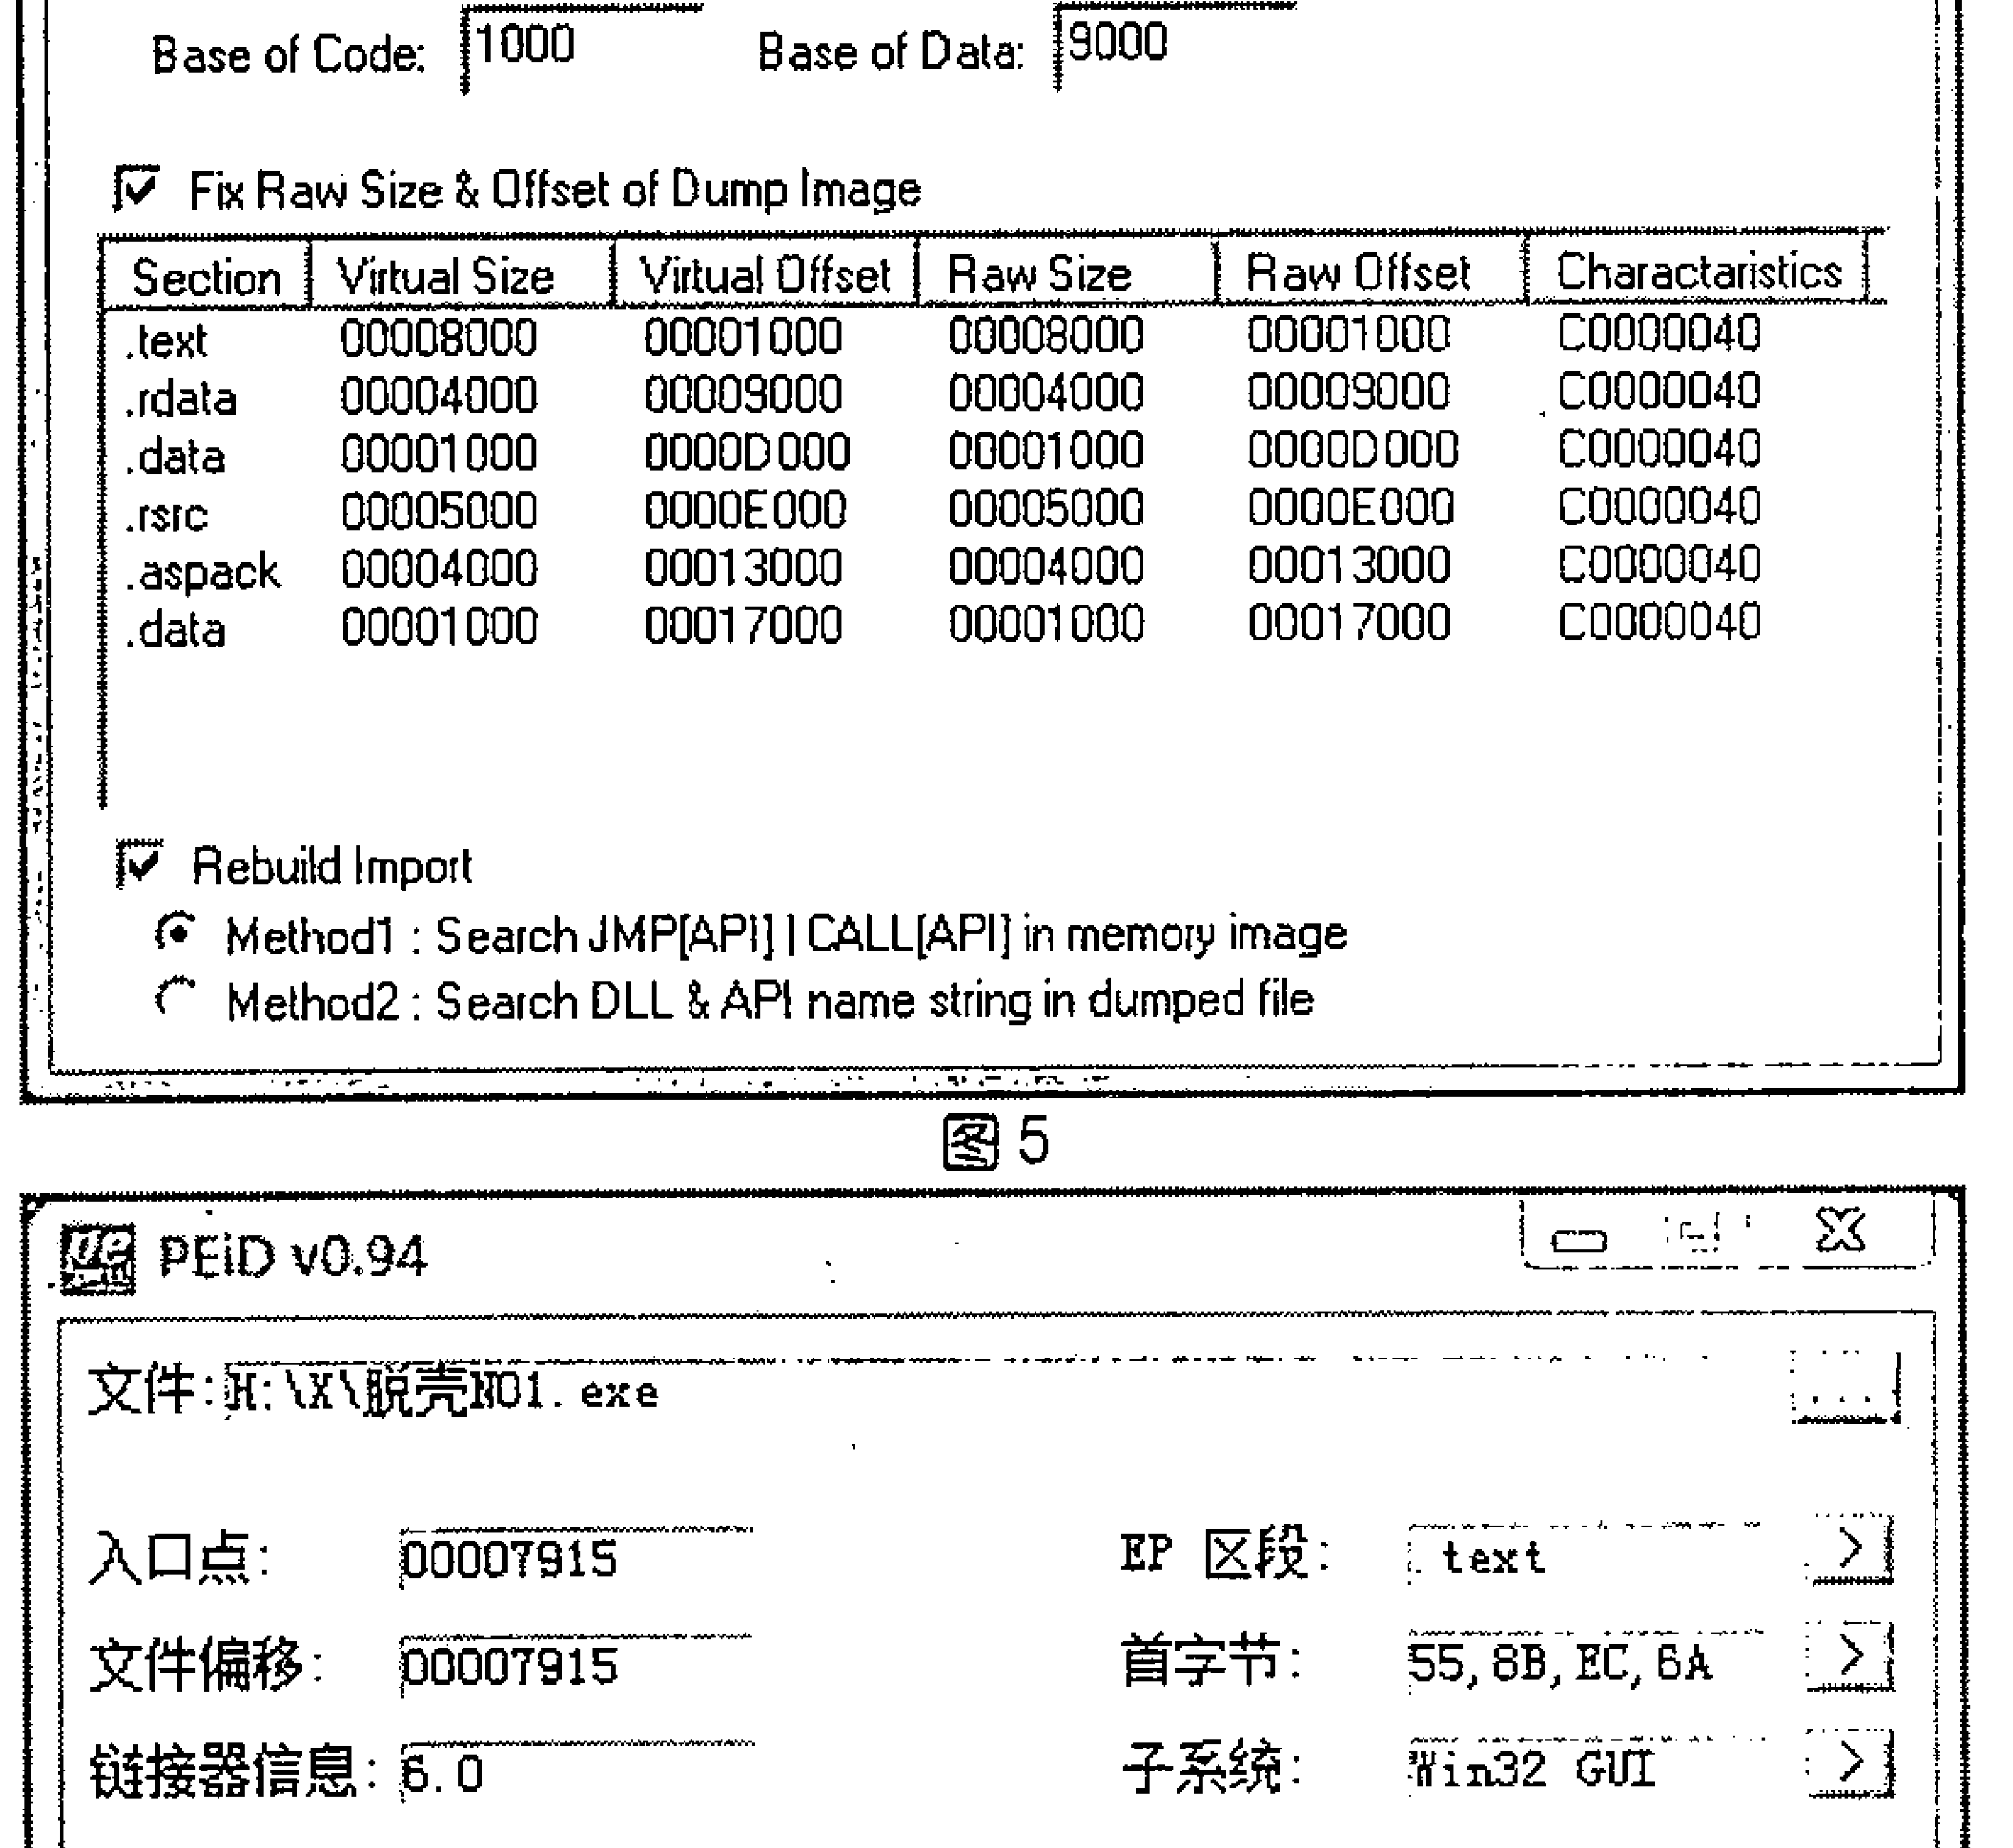 Base of Code: 1000 Base of Data: 9000
Fix Raw Size & Offset of Dump Image
Section Virtual Size Virtual Offset Raw Size Raw Offset Charactaristics
.text 00008000 00001000 00008000 00001000 C0000040
.rdata 00004000 00009000 00004000 00009000 C0000040
.data 00001000 0000D000 00001000 0000D000 C0000040
.rsrc 00005000 0000E000 00005000 0000E000 C0000040
.aspack 00004000 00013000 00004000 00013000 C0000040
.data 00001000 00017000 00001000 00017000 C0000040
Rebuild Import
Method1 : Search JMP[API] | CALL[API] in memory image
Method2 : Search DLL & API name string in dumped file
图 5
PEiD v0.94
文件: H:\X\脱壳NO1.exe ...
入口点: 00007915 EP 区段: .text >
文件偏移: 00007915 首字节: 55,8B,EC,6A >
链接器信息: 6.0 子系统: Win32 GUI >